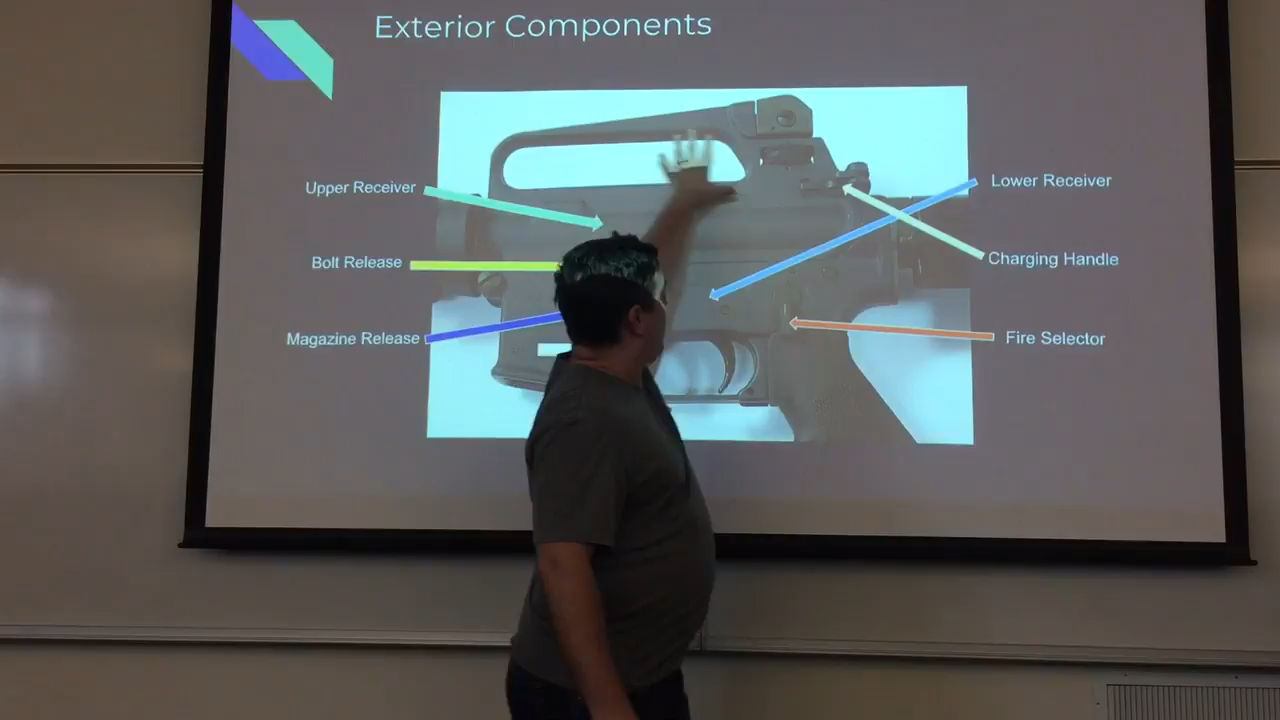 Exterior Components
Upper Receiver
Bolt Release
Magazine Release
Lower Receiver
Charging Handle
Fire Selector